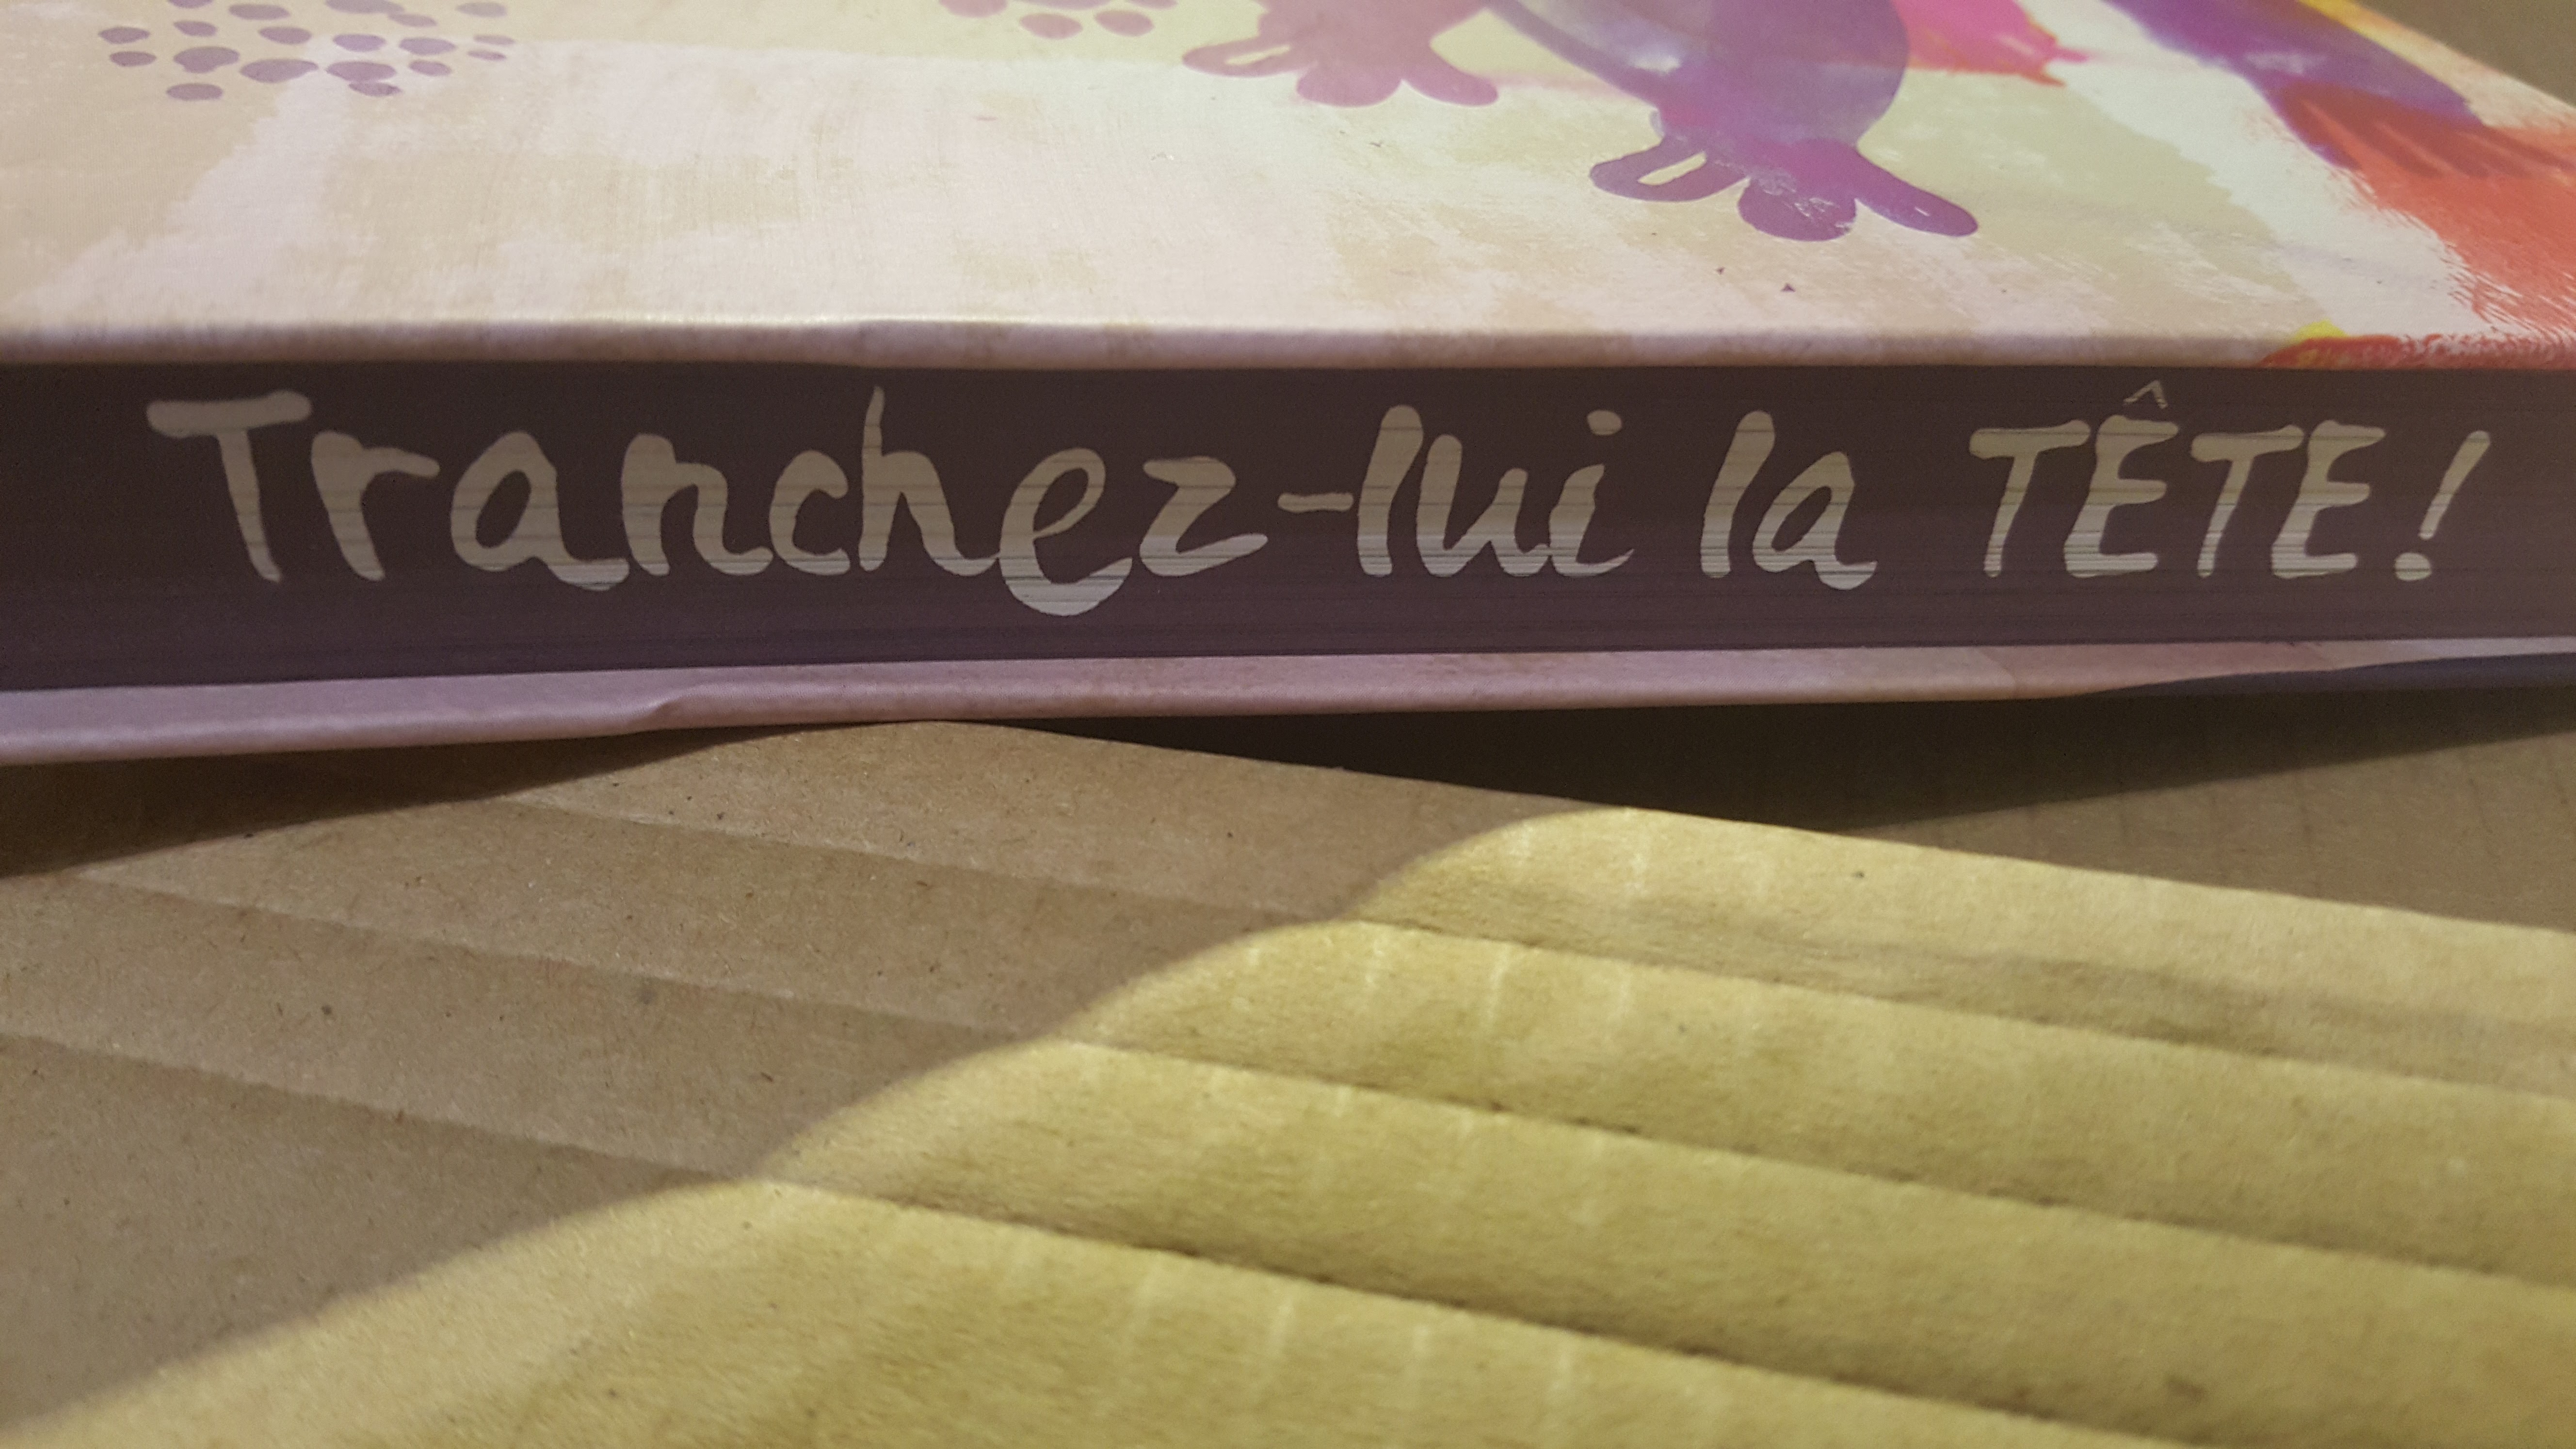 Tranchez-lui la TÊTE !